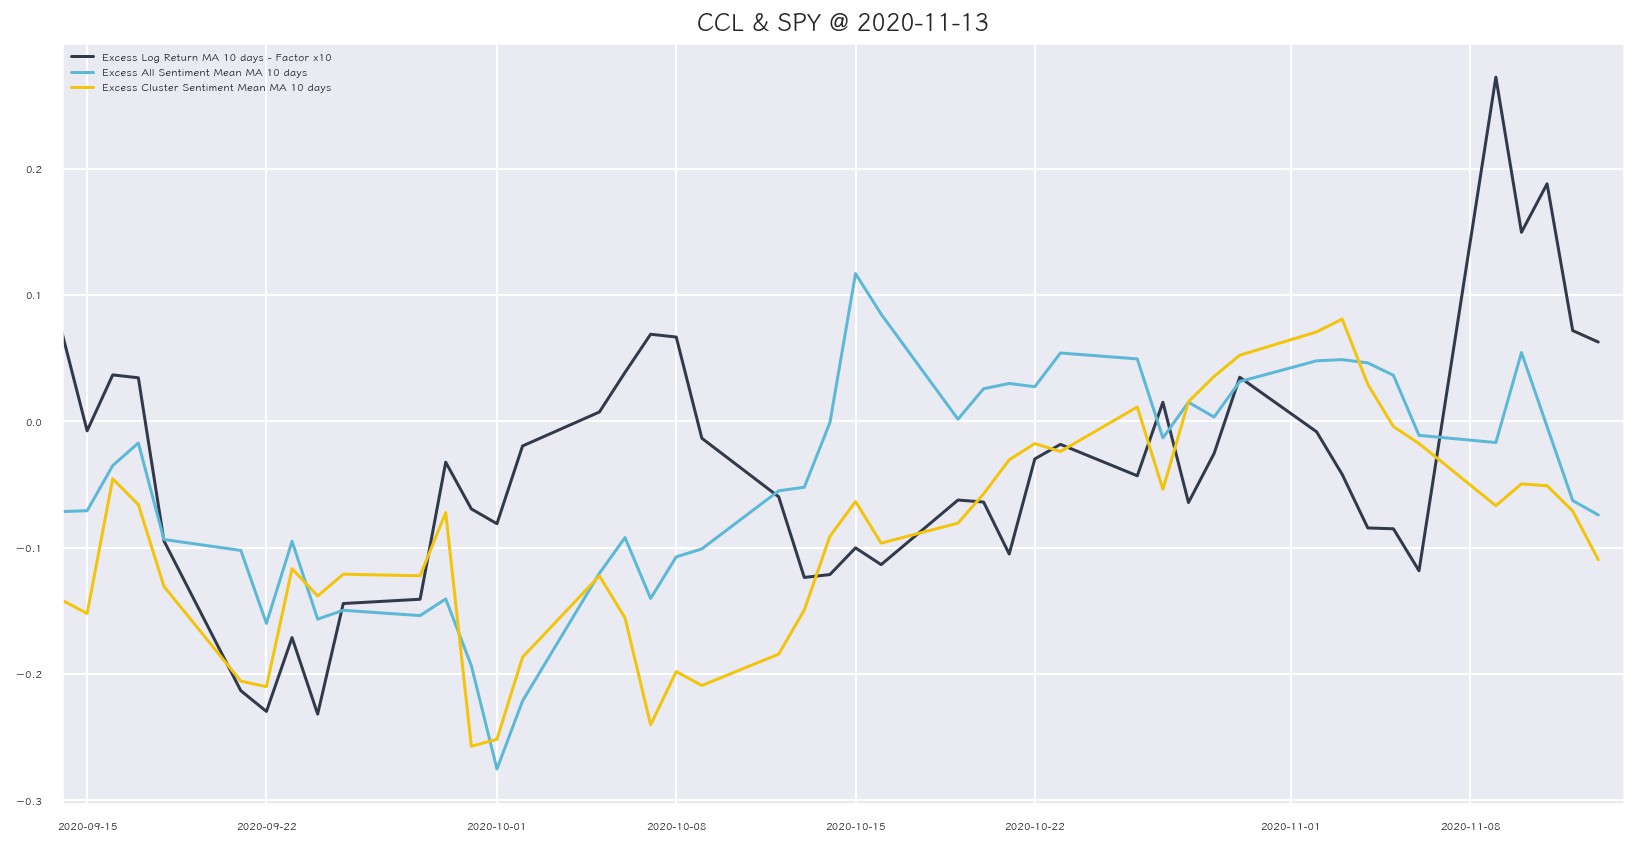 CCL & SPY @ 2020-11-13
Excess Log Return MA 10 days - Factor x10
Excess All Sentiment Mean MA 10 days
Excess Cluster Sentiment Mean MA 10 days
0.2
0.1
0.0
−0.1
−0.2
−0.3
2020-09-15 2020-09-22 2020-10-01 2020-10-08 2020-10-15 2020-10-22 2020-11-01 2020-11-08